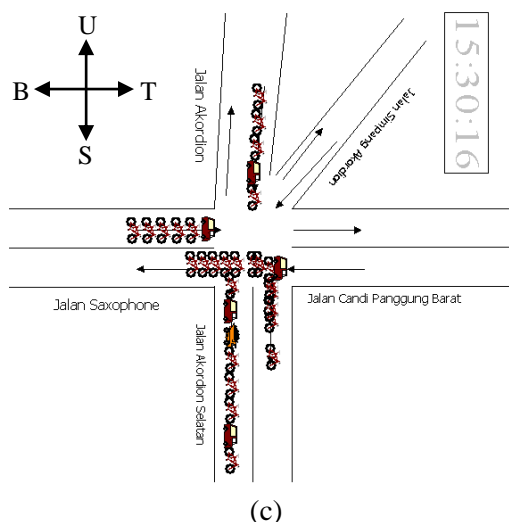 U
B T
S
15:30:16
Jalan Akordion
Jalan Simpang Akordion
Jalan Saxophone
Jalan Candi Panggung Barat
Jalan Akordion Selatan
(c)